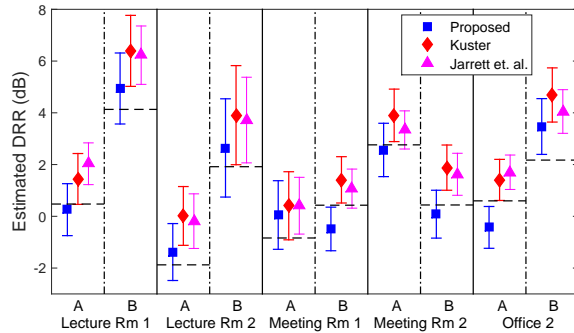 8
6
4
2
0
-2
Estimated DRR (dB)
Proposed
Kuster
Jarrett et. al.
A B A B A B A B A B
Lecture Rm 1 Lecture Rm 2 Meeting Rm 1 Meeting Rm 2 Office 2